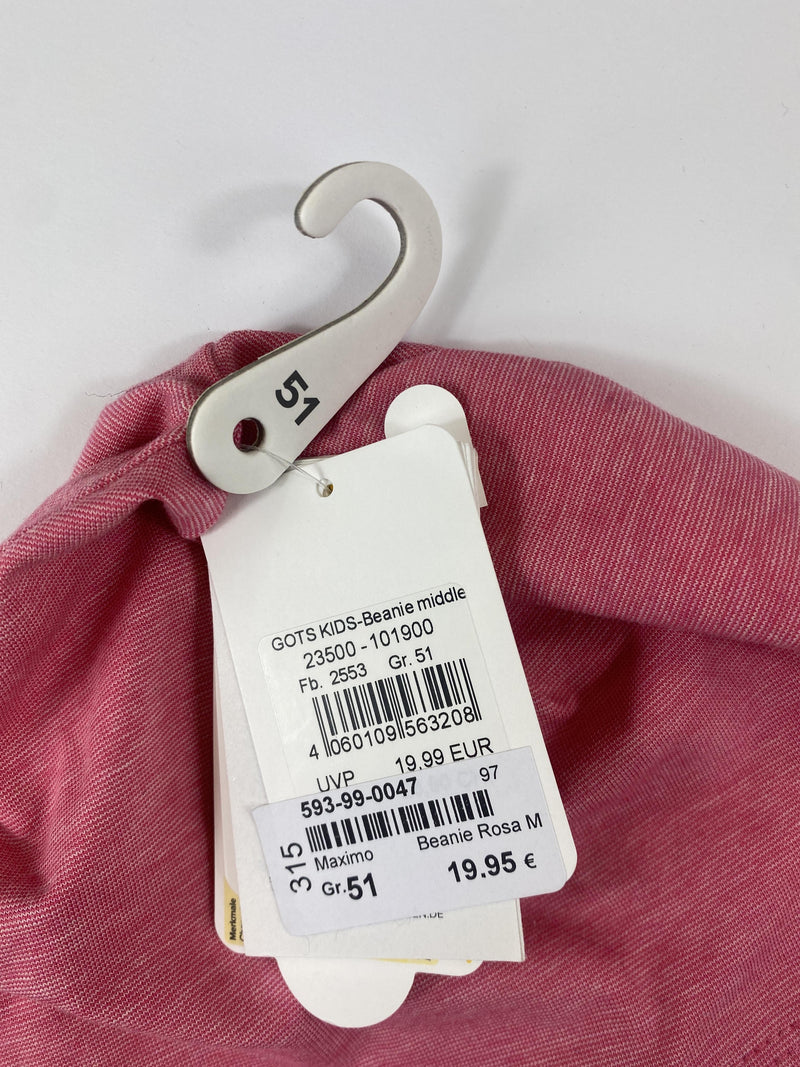 51
GOTS KIDS-Beanie middle
23500 - 101900
Fb. 2553 Gr. 51
4 060109 563208
UVP 19.99 EUR
593-99-0047 97
315
Maximo Beanie Rosa M
Gr. 51 19.95 €
Merkmale